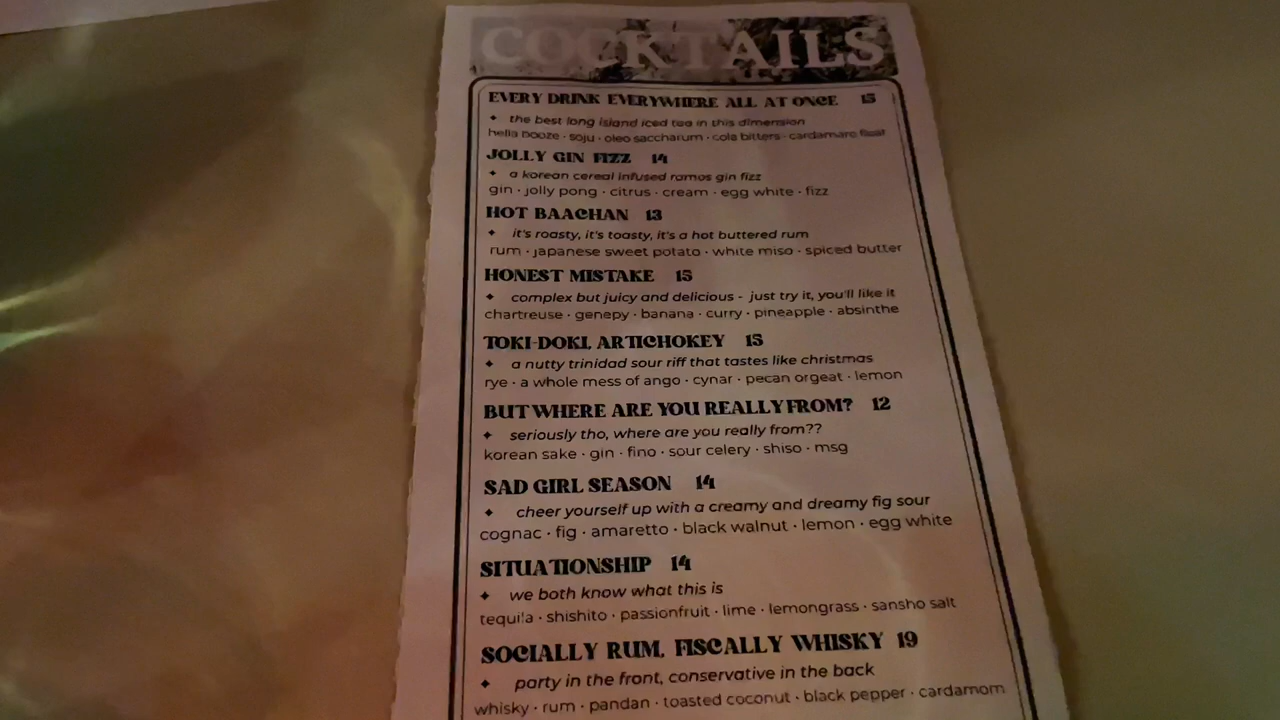 COCKTAILS
EVERY DRINK EVERYWHERE ALL AT ONCE 15
✦ the best long island iced tea in this dimension
hella booze · soju · oleo saccharum · cola bitters · cardamaro float
JOLLY GIN FIZZ 14
✦ a korean cereal infused ramos gin fizz
gin · jolly pong · citrus · cream · egg white · fizz
HOT BAACHAN 13
✦ it's roasty, it's toasty, it's a hot buttered rum
rum · japanese sweet potato · white miso · spiced butter
HONEST MISTAKE 15
✦ complex but juicy and delicious - just try it, you'll like it
chartreuse · genepy · banana · curry · pineapple · absinthe
TOKI-DOKI, ARTICHOKEY 15
✦ a nutty trinidad sour riff that tastes like christmas
rye · a whole mess of ango · cynar · pecan orgeat · lemon
BUT WHERE ARE YOU REALLY FROM? 12
✦ seriously tho, where are you really from??
korean sake · gin · fino · sour celery · shiso · msg
SAD GIRL SEASON 14
✦ cheer yourself up with a creamy and dreamy fig sour
cognac · fig · amaretto · black walnut · lemon · egg white
SITUATIONSHIP 14
✦ we both know what this is
tequila · shishito · passionfruit · lime · lemongrass · sansho salt
SOCIALLY RUM, FISCALLY WHISKY 19
✦ party in the front, conservative in the back
whisky · rum · pandan · toasted coconut · black pepper · cardamom